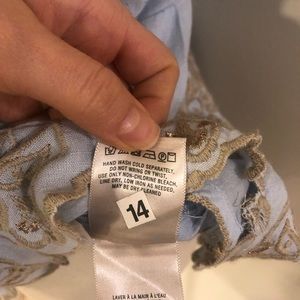 HAND WASH COLD SEPARATELY.
DO NOT WRING OR TWIST.
USE ONLY NON-CHLORINE BLEACH.
LINE DRY, LOW IRON AS NEEDED,
MAY BE DRY CLEANED
14
LAVER À LA MAIN À L'EAU